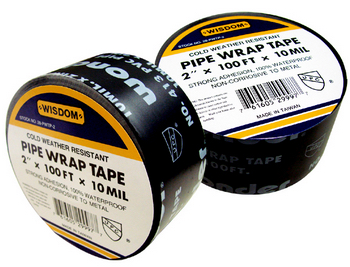 WISDOM
COLD WEATHER RESISTANT
PIPE WRAP TAPE
2" × 100 FT × 10 MIL
STRONG ADHESION, 100% WATERPROOF
NON-CORROSIVE TO METAL
MADE IN TAIWAN
WISDOM
COLD WEATHER RESISTANT
PIPE WRAP TAPE
2" × 100 FT × 10 MIL
STRONG ADHESION, 100% WATERPROOF
NON-CORROSIVE TO METAL